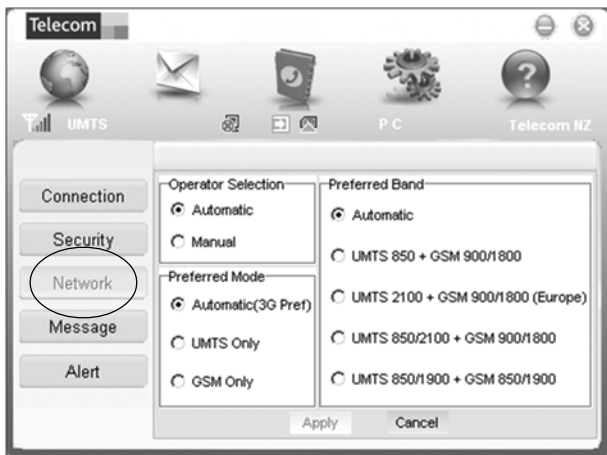 Telecom
UMTS
PC
Telecom NZ
Connection
Security
Network
Message
Alert
Operator Selection
Automatic
Manual
Preferred Mode
Automatic(3G Pref)
UMTS Only
GSM Only
Preferred Band
Automatic
UMTS 850 + GSM 900/1800
UMTS 2100 + GSM 900/1800 (Europe)
UMTS 850/2100 + GSM 900/1800
UMTS 850/1900 + GSM 850/1900
Apply
Cancel